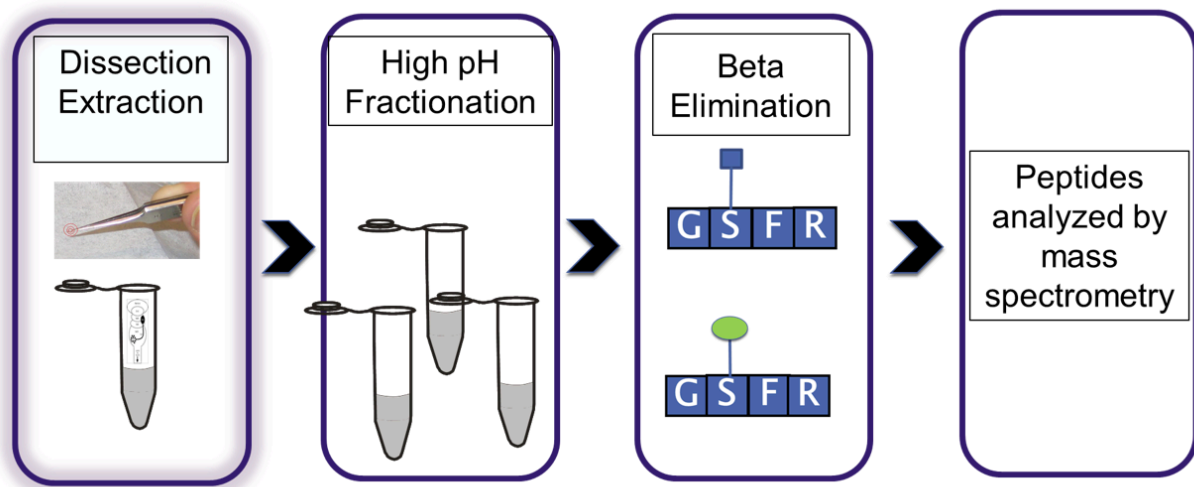 Dissection
Extraction
High pH
Fractionation
Beta
Elimination
G S F R
G S F R
Peptides
analyzed by
mass
spectrometry